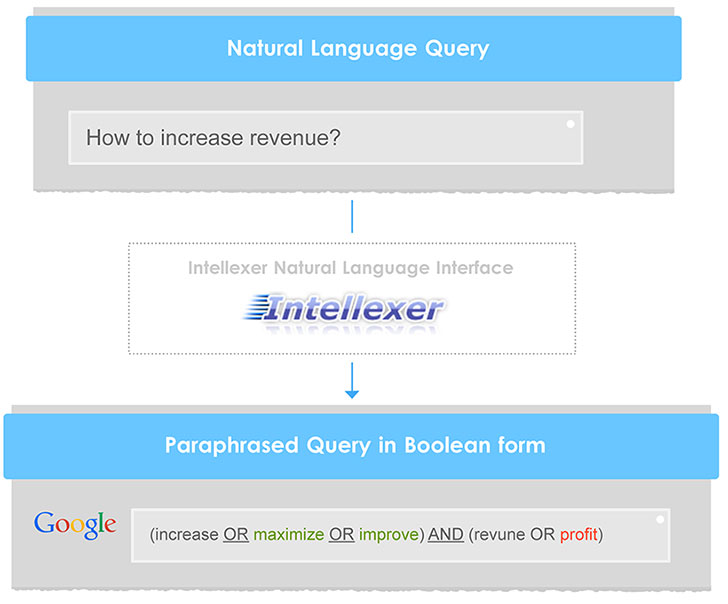 Natural Language Query
How to increase revenue?
Intellexer Natural Language Interface
Intellexer
Paraphrased Query in Boolean form
Google
(increase OR maximize OR improve) AND (revune OR profit)